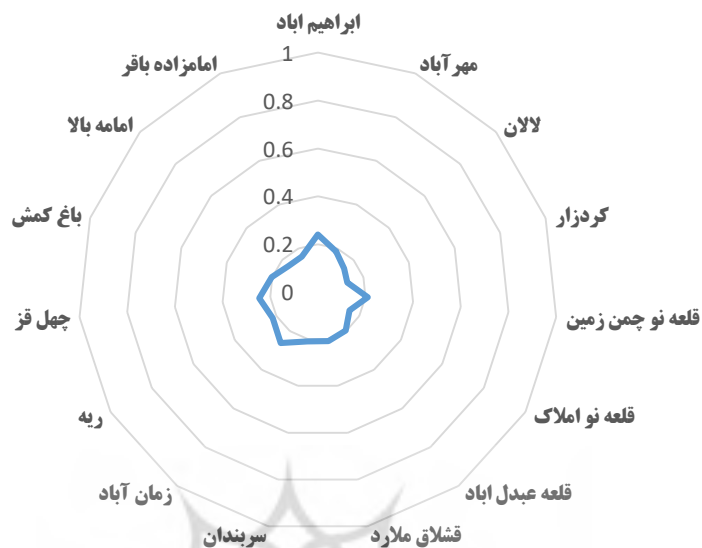 ابراهیم اباد
مهرآباد
لالان
کردزار
قلعه نو چمن زمین
قلعه نو املاک
قلعه عبدل اباد
قشلاق ملارد
سربندان
زمان آباد
ریه
چهل قز
باغ کمش
امامه بالا
امامزاده باقر
1
0.8
0.6
0.4
0.2
0